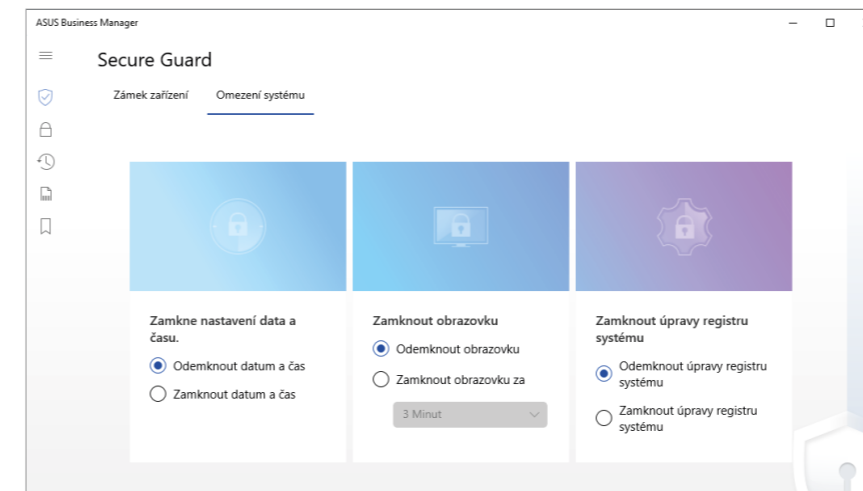 ASUS Business Manager
Secure Guard
Zámek zařízení Omezení systému
Zamkne nastavení data a
času.
Odemknout datum a čas
Zamknout datum a čas
Zamknout obrazovku
Odemknout obrazovku
Zamknout obrazovku za
3 Minut
Zamknout úpravy registru
systému
Odemknout úpravy registru
systému
Zamknout úpravy registru
systému